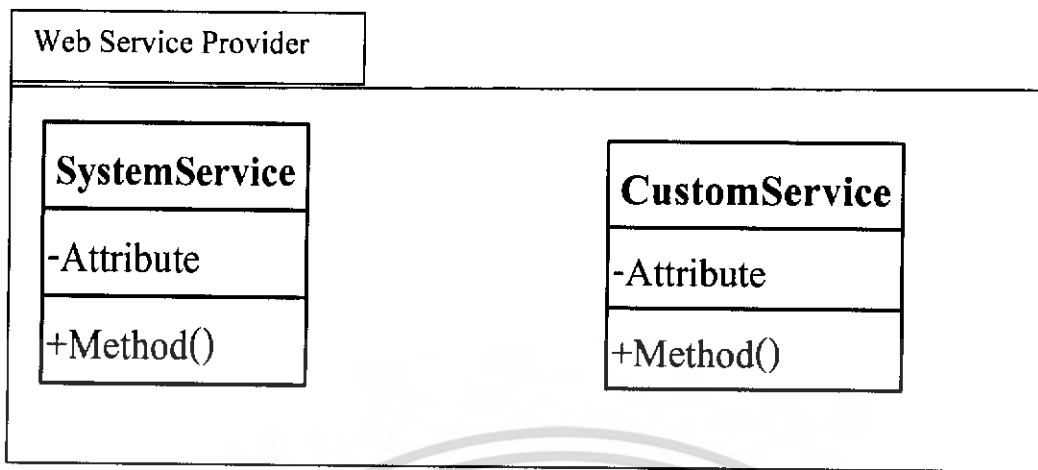 Web Service Provider
SystemService
-Attribute
+Method()
CustomService
-Attribute
+Method()